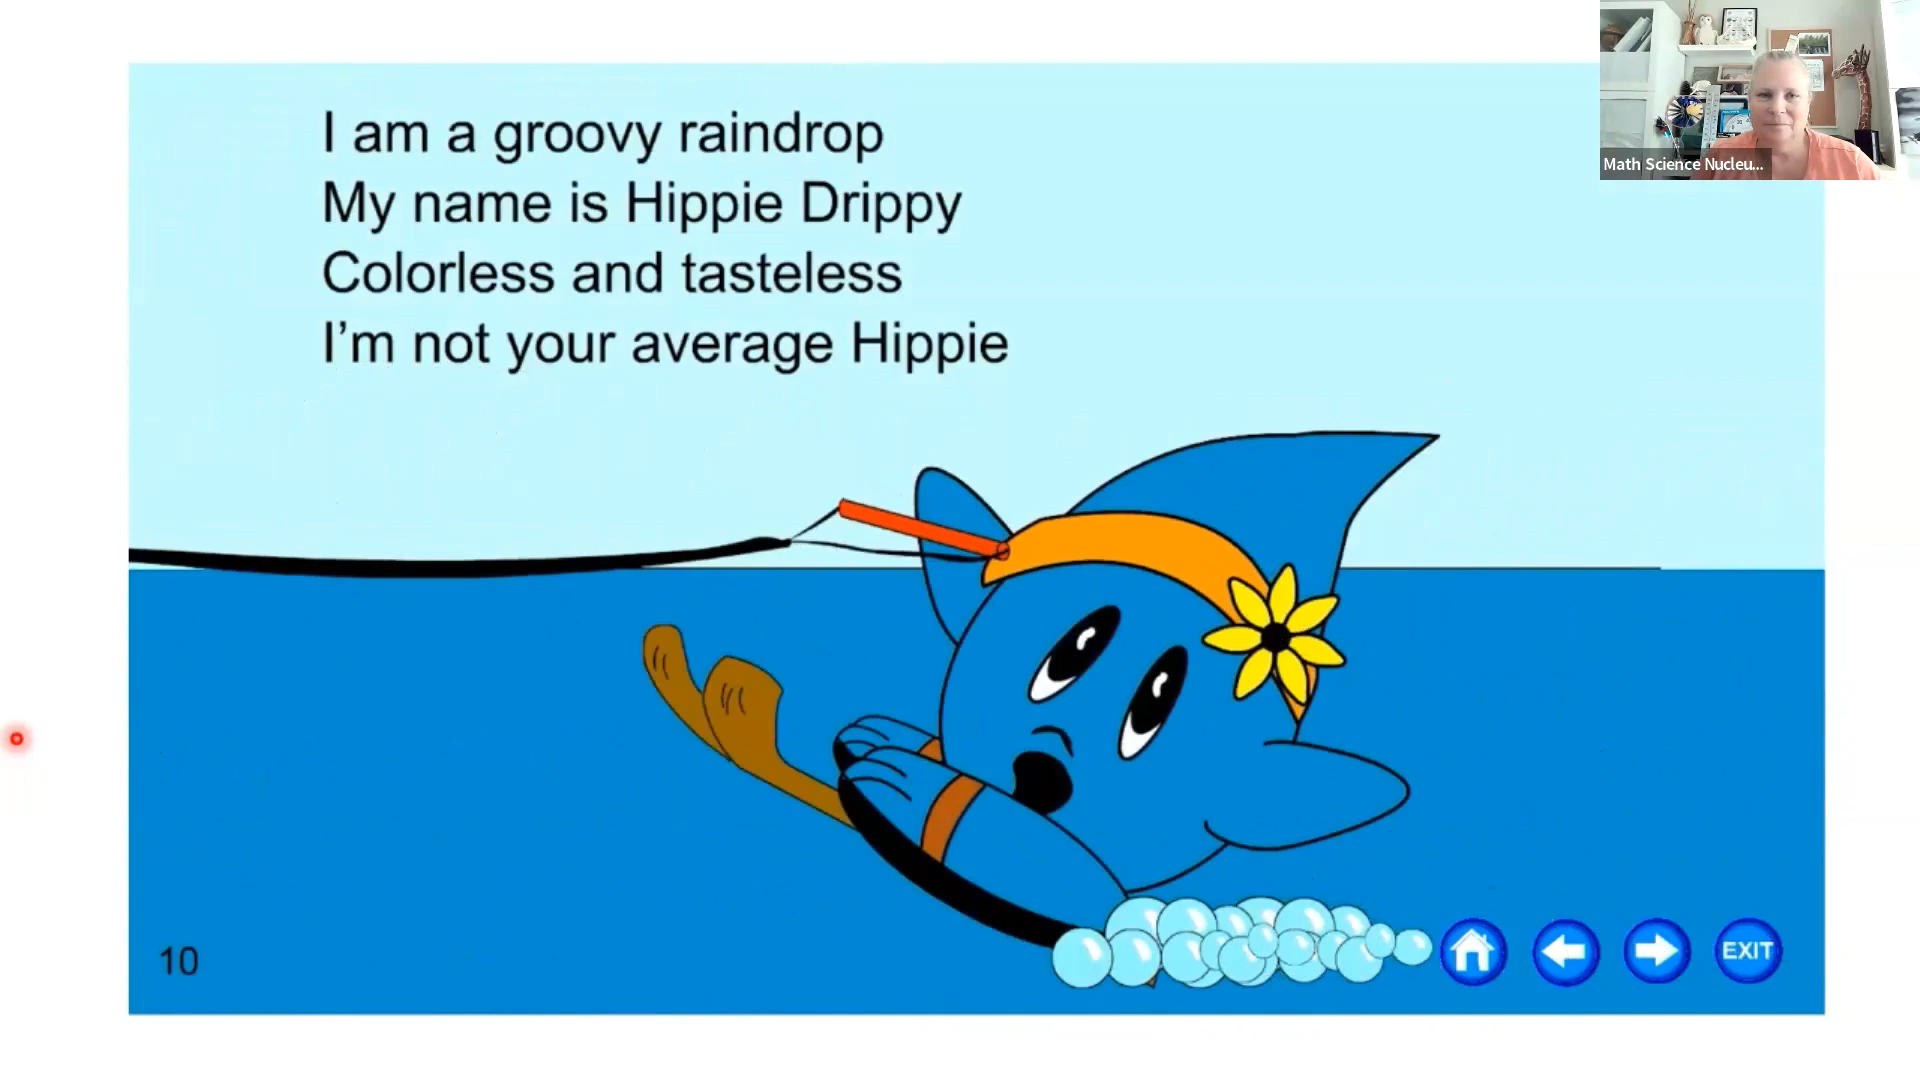 I am a groovy raindrop
My name is Hippie Drippy
Colorless and tasteless
I'm not your average Hippie
Math Science Nucleu...
10
EXIT